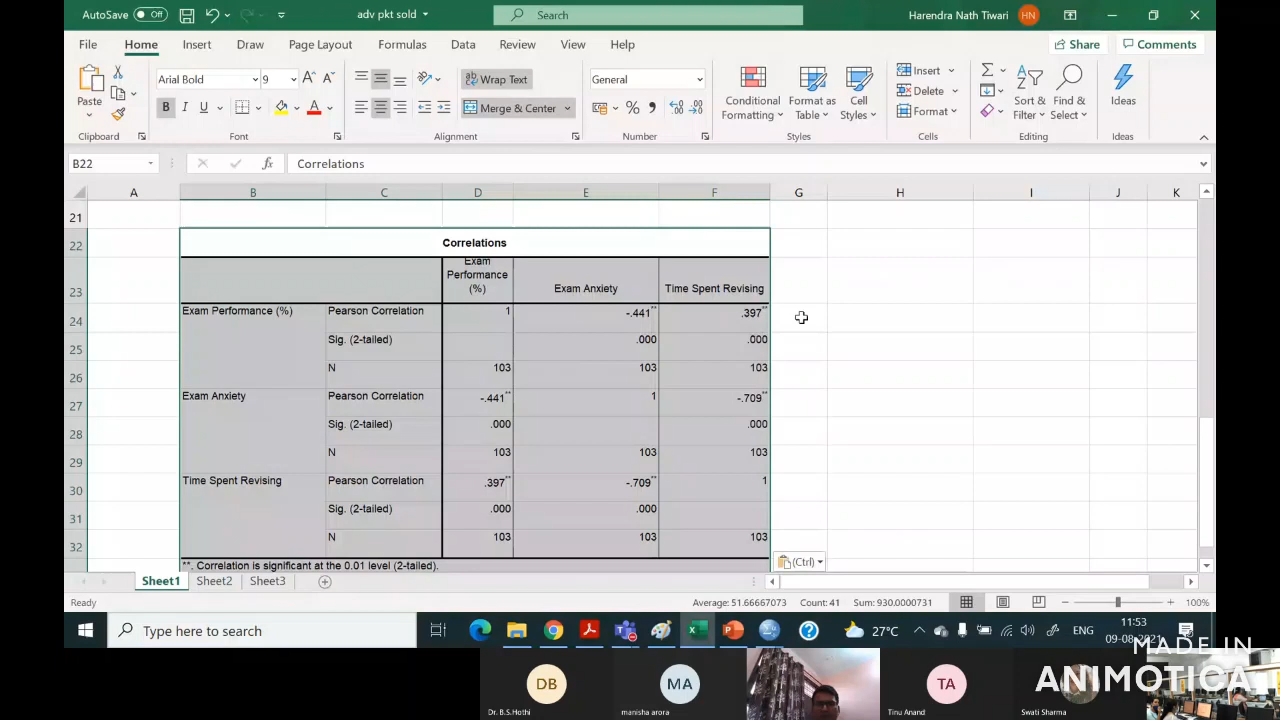 AutoSave Off adv pkt sold Search Harendra Nath Tiwari HN
File Home Insert Draw Page Layout Formulas Data Review View Help Share Comments
Arial Bold 9 Wrap Text General Insert
Paste B I U Merge & Center Conditional Formatting Format as Table Cell Styles Delete Format Sort & Filter Find & Select Ideas
Clipboard Font Alignment Number Styles Cells Editing Ideas
B22 fx Correlations
A B C D E F G H I J K
21
22 Correlations
23 Exam Performance (%) Exam Anxiety Time Spent Revising
24 Exam Performance (%) Pearson Correlation 1 -.441** .397**
25 Sig. (2-tailed) .000 .000
26 N 103 103 103
27 Exam Anxiety Pearson Correlation -.441** 1 -.709**
28 Sig. (2-tailed) .000 .000
29 N 103 103 103
30 Time Spent Revising Pearson Correlation .397** -.709** 1
31 Sig. (2-tailed) .000 .000
32 N 103 103 103
**. Correlation is significant at the 0.01 level (2-tailed).
(Ctrl)
Sheet1 Sheet2 Sheet3
Ready Average: 51.66667073 Count: 41 Sum: 930.0000731 100%
Type here to search 27°C ENG 11:53
09-08-2021
MADE IN
ANIMOTICA
DB MA TA
Dr. B.S.Hothi manisha arora Tinu Anand Swati Sharma